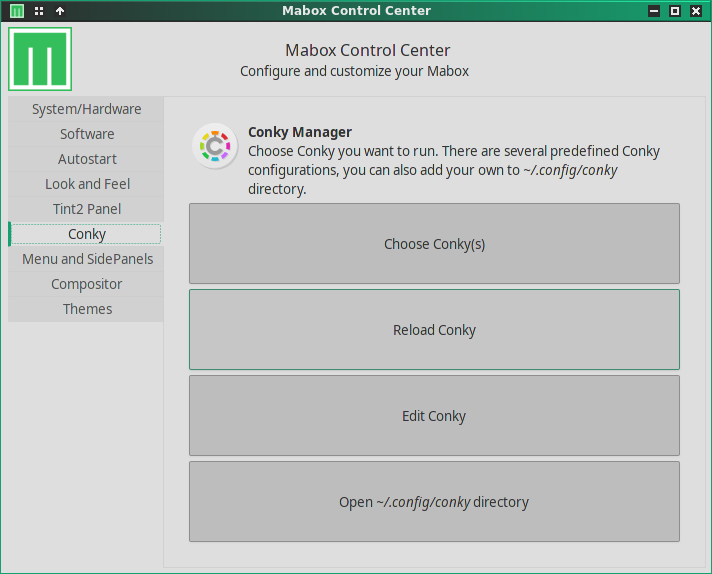 Mabox Control Center
Mabox Control Center
Configure and customize your Mabox
System/Hardware
Software
Autostart
Look and Feel
Tint2 Panel
Conky
Menu and SidePanels
Compositor
Themes
Conky Manager
Choose Conky you want to run. There are several predefined Conky
configurations, you can also add your own to ~/.config/conky
directory.
Choose Conky(s)
Reload Conky
Edit Conky
Open ~/.config/conky directory